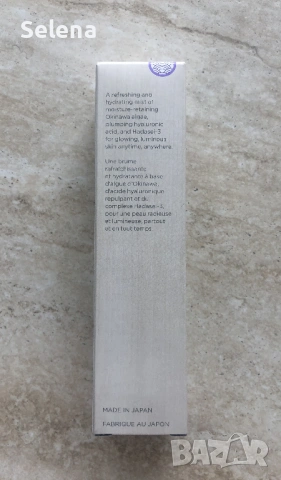 Selena
A refreshing and
hydrating mist of
moisture-retaining
Okinawa algae,
plumping hyaluronic
acid, and Hadasei-3
for glowing, luminous
skin anytime, anywhere.
Une brume
rafraîchissante
et hydratante à base
d'algue d'Okinawa,
d'acide hyaluronique
repulpant et du
complexe Hadasei-3,
pour une peau radieuse
et lumineuse, partout
et en tout temps.
MADE IN JAPAN
FABRIQUÉ AU JAPON
BAZAR.bg